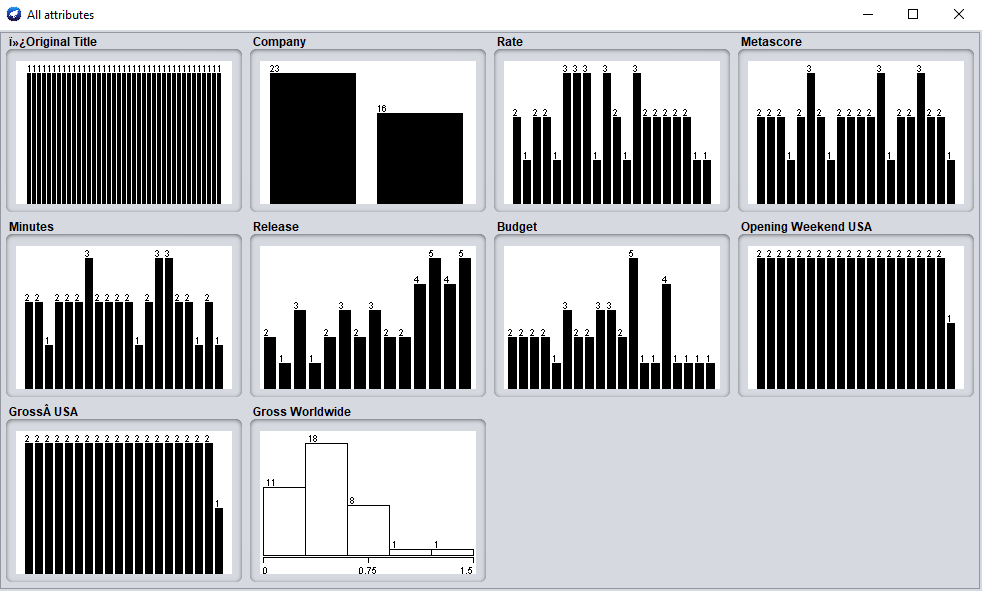 All attributes
ï»¿Original Title
Company
Rate
Metascore
111111111111111111111111111111111111111
23
16
2 1 2 2 1 3 3 3 1 3 2 1 3 2 2 2 2 2 1 1
2 2 2 1 2 3 2 1 2 2 2 2 3 1 2 2 3 2 2 1
Minutes
Release
Budget
Opening Weekend USA
2 2 1 2 2 2 3 2 2 2 2 1 2 3 3 2 2 1 2 1
2 1 3 1 2 3 2 3 2 2 4 5 4 5
2 2 2 2 1 3 2 2 3 3 2 5 1 1 4 1 1 1 1
2 2 2 2 2 2 2 2 2 2 2 2 2 2 2 2 2 2 2 1
GrossÂ USA
Gross Worldwide
2 2 2 2 2 2 2 2 2 2 2 2 2 2 2 2 2 2 2 1
11
18
8
1
1
0 0.75 1.5